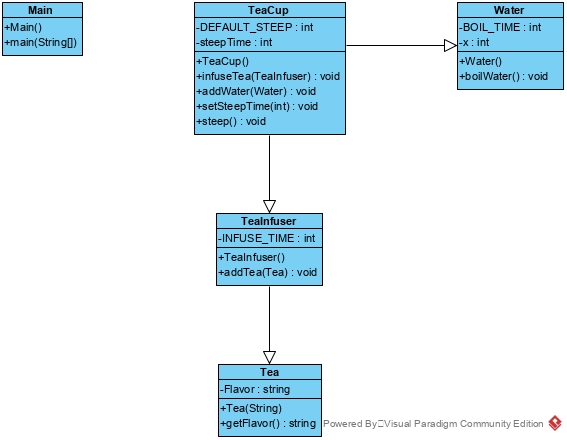 Main
+Main()
+main(String[])
TeaCup
-DEFAULT_STEEP : int
-steepTime : int
+TeaCup()
+infuseTea(TeaInfuser) : void
+addWater(Water) : void
+setSteepTime(int) : void
+steep() : void
Water
-BOIL_TIME : int
-x : int
+Water()
+boilWater() : void
TeaInfuser
-INFUSE_TIME : int
+TeaInfuser()
+addTea(Tea) : void
Tea
-Flavor : string
+Tea(String)
+getFlavor() : string
Powered By Visual Paradigm Community Edition